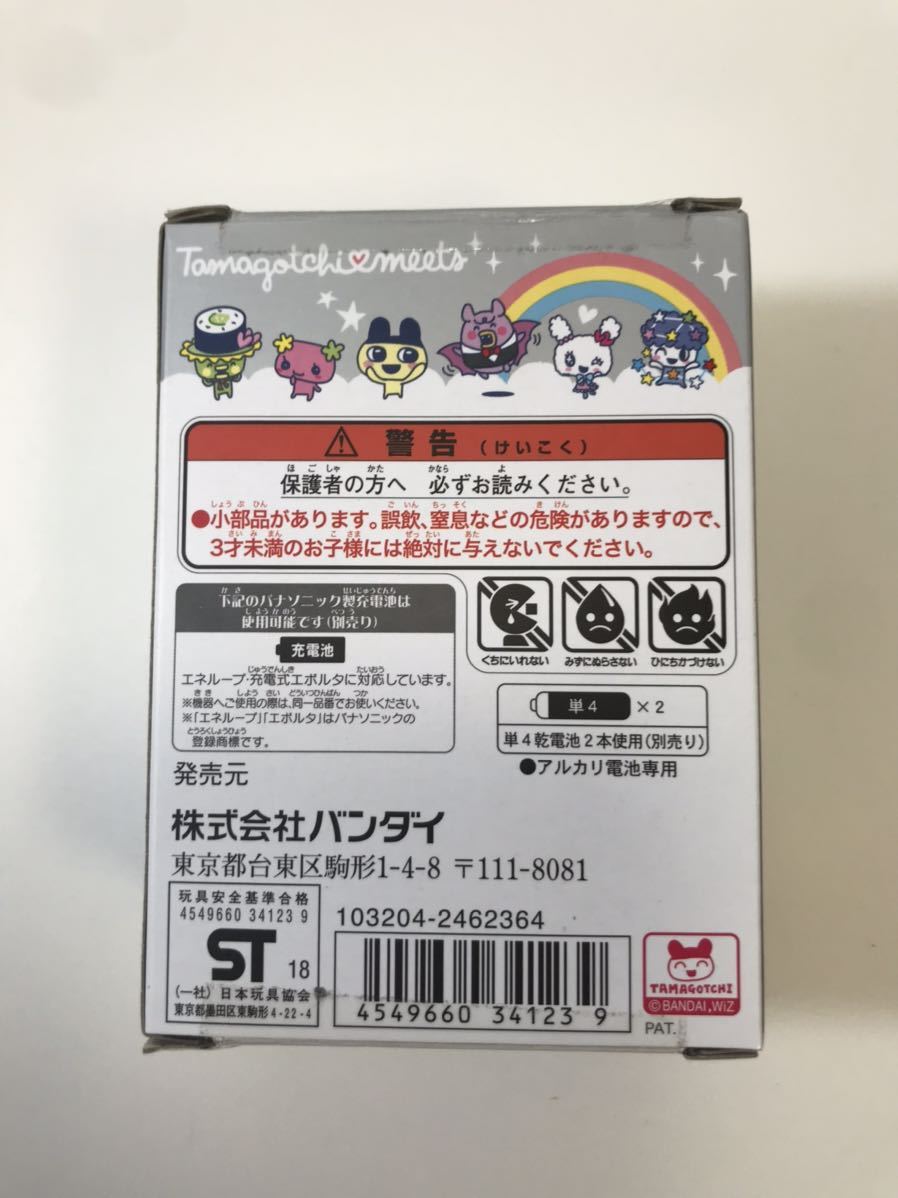 Tamagotchi♥meets
⚠ 警告 (けいこく)
保護者の方へ 必ずお読みください。
●小部品があります。誤飲、窒息などの危険がありますので、
3才未満のお子様には絶対に与えないでください。
下記のパナソニック製充電池は
使用可能です(別売り)
充電池
エネループ・充電式エボルタに対応しています。
※機器へご使用の際は、同一品番でお使いください。
※「エネループ」「エボルタ」はパナソニックの
登録商標です。
くちにいれない みずにぬらさない ひにちかづけない
単4 ×2
単4乾電池2本使用(別売り)
●アルカリ電池専用
発売元
株式会社バンダイ
東京都台東区駒形1-4-8 〒111-8081
玩具安全基準合格
4549660 34123 9
ST 18
(一社)日本玩具協会
東京都墨田区東駒形4-22-4
103204-2462364
4549660 34123 9
TAMAGOTCHI
©BANDAI,WiZ
PAT.